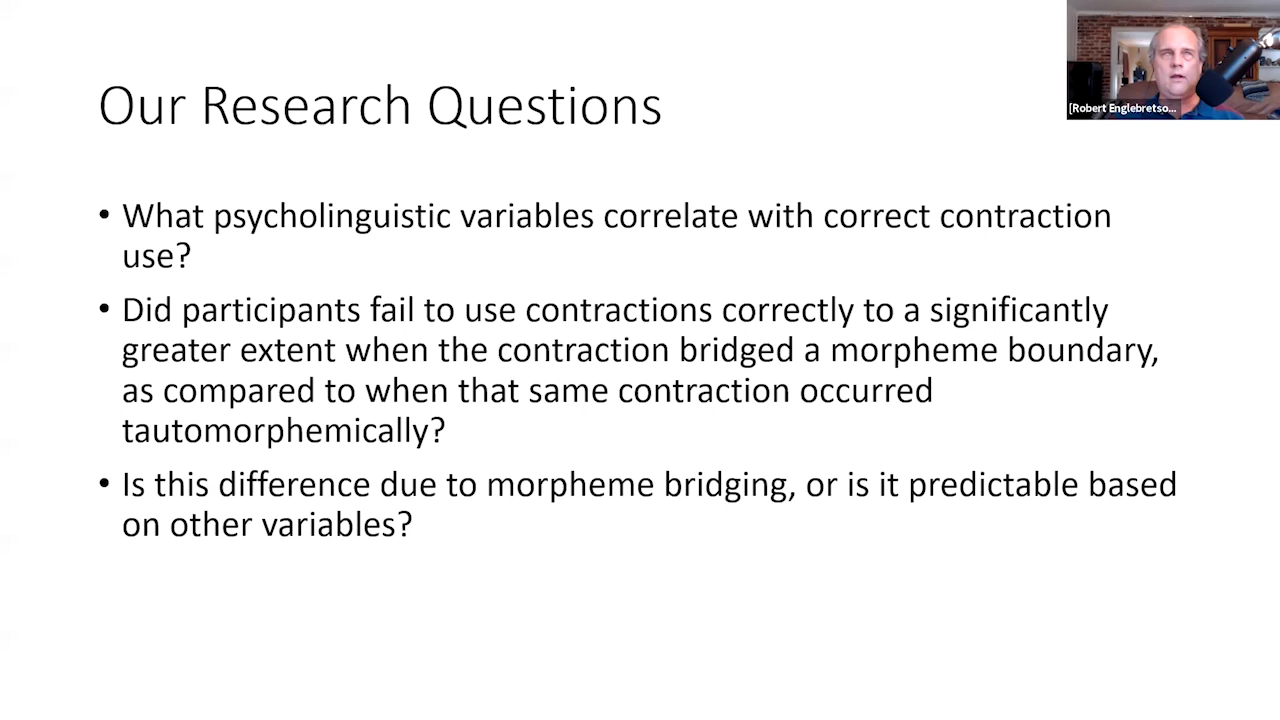 [Robert Englebretso...
Our Research Questions
• What psycholinguistic variables correlate with correct contraction
use?
• Did participants fail to use contractions correctly to a significantly
greater extent when the contraction bridged a morpheme boundary,
as compared to when that same contraction occurred
tautomorphemically?
• Is this difference due to morpheme bridging, or is it predictable based
on other variables?